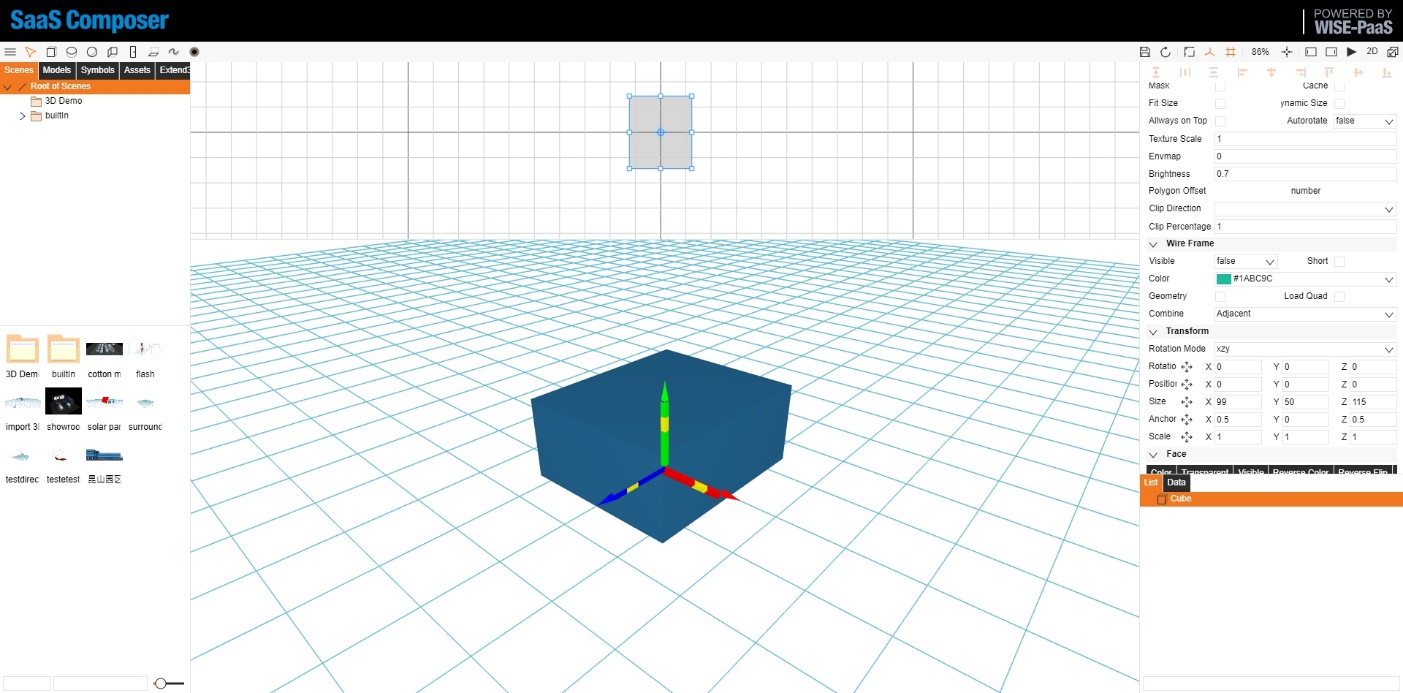 SaaS Composer
POWERED BY
WISE-PaaS
86%
2D
Scenes Models Symbols Assets Extend3
Root of Scenes
3D Demo
builtin
3D Dem builtin cotton m flash
import 3 showroo solar par surround
testdirec testetest 昆山园区
Mask Cache
Fit Size ynamic Size
Allways on Top Autorotate false
Texture Scale 1
Envmap 0
Brightness 0.7
Polygon Offset number
Clip Direction
Clip Percentage 1
Wire Frame
Visible false Short
Color #1ABC9C
Geometry Load Quad
Combine Adjacent
Transform
Rotation Mode xzy
Rotatio X 0 Y 0 Z 0
Position X 0 Y 0 Z 0
Size X 99 Y 50 Z 115
Anchor X 0.5 Y 0 Z 0.5
Scale X 1 Y 1 Z 1
Face
Color Transparent Visible Reverse Color Reverse Flip
List Data
Cube